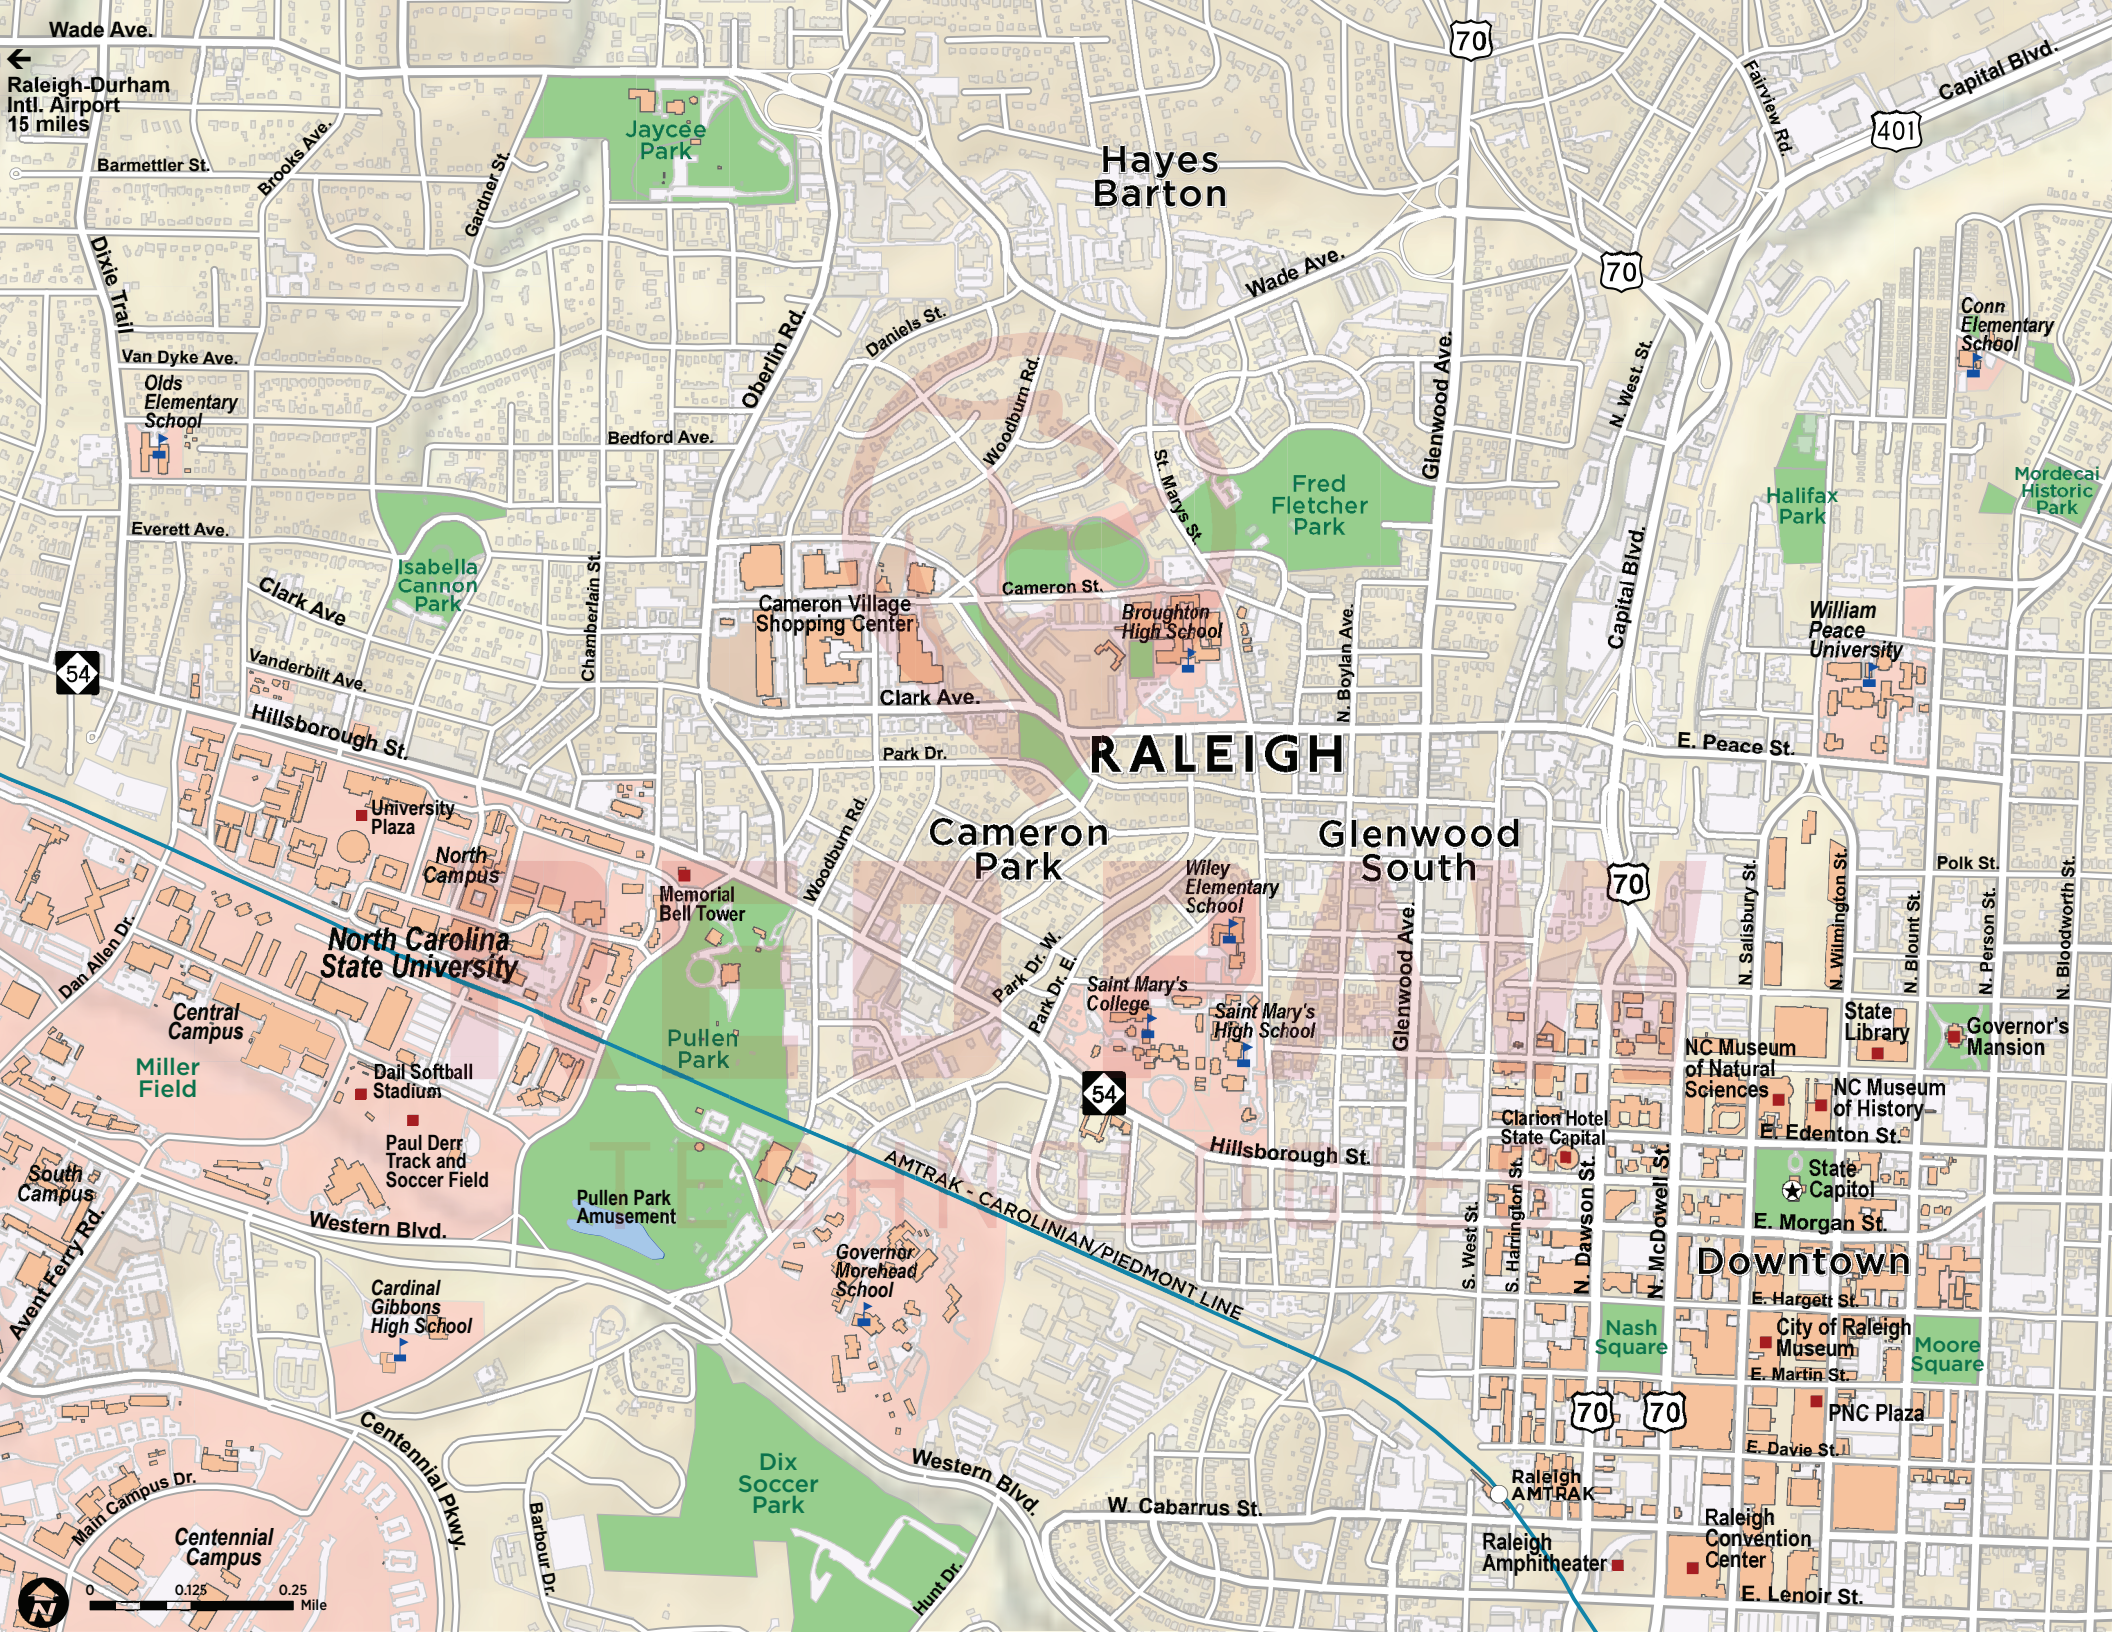 Wade Ave.
Raleigh-Durham
Intl. Airport
15 miles
70
Fairview Rd.
Capital Blvd.
401
Jaycee
Park
Barmettler St.
Brooks Ave.
Gardner St.
Hayes
Barton
Dixie Trail
Wade Ave.
70
Conn
Elementary
School
Daniels St.
Oberlin Rd.
Van Dyke Ave.
Olds
Elementary
School
Woodburn Rd.
Glenwood Ave.
N. West. St.
Bedford Ave.
St. Marys St.
Fred
Fletcher
Park
Halifax
Park
Mordecai
Historic
Park
Everett Ave.
Isabella
Cannon
Park
Clark Ave
Chamberlain St.
Cameron St.
Cameron Village
Shopping Center
Broughton
High School
N. Boylan Ave.
Capital Blvd.
William
Peace
University
54
Vanderbilt Ave.
Clark Ave.
Hillsborough St.
Park Dr.
RALEIGH
E. Peace St.
University
Plaza
North
Campus
Woodburn Rd.
Cameron
Park
Glenwood
South
Wiley
Elementary
School
70
Polk St.
N. Salisbury St.
N. Wilmington St.
N. Blount St.
N. Person St.
N. Bloodworth St.
Memorial
Bell Tower
North Carolina
State University
Dan Allen Dr.
Park Dr. W.
Park Dr. E.
Glenwood Ave.
RED PAW
TECHNOLOGIES
Central
Campus
Saint Mary's
College
Saint Mary's
High School
State
Library
Governor's
Mansion
Miller
Field
Pullen
Park
Dail Softball
Stadium
54
NC Museum
of Natural
Sciences
NC Museum
of History
Paul Derr
Track and
Soccer Field
Clarion Hotel
State Capital
E. Edenton St.
Hillsborough St.
South
Campus
AMTRAK - CAROLINIAN/PIEDMONT LINE
State
Capitol
Pullen Park
Amusement
Western Blvd.
E. Morgan St.
S. West St.
S. Harrington St.
N. Dawson St.
N. McDowell St.
Downtown
Avent Ferry Rd.
Governor
Morehead
School
Cardinal
Gibbons
High School
E. Hargett St.
Nash
Square
City of Raleigh
Museum
Moore
Square
E. Martin St.
70
70
PNC Plaza
Centennial Pkwy.
E. Davie St.
Dix
Soccer
Park
Western Blvd.
Raleigh
AMTRAK
Main Campus Dr.
W. Cabarrus St.
Centennial
Campus
Barbour Dr.
Raleigh
Amphitheater
Raleigh
Convention
Center
Hunt Dr.
E. Lenoir St.
N
0
0.125
0.25
Mile